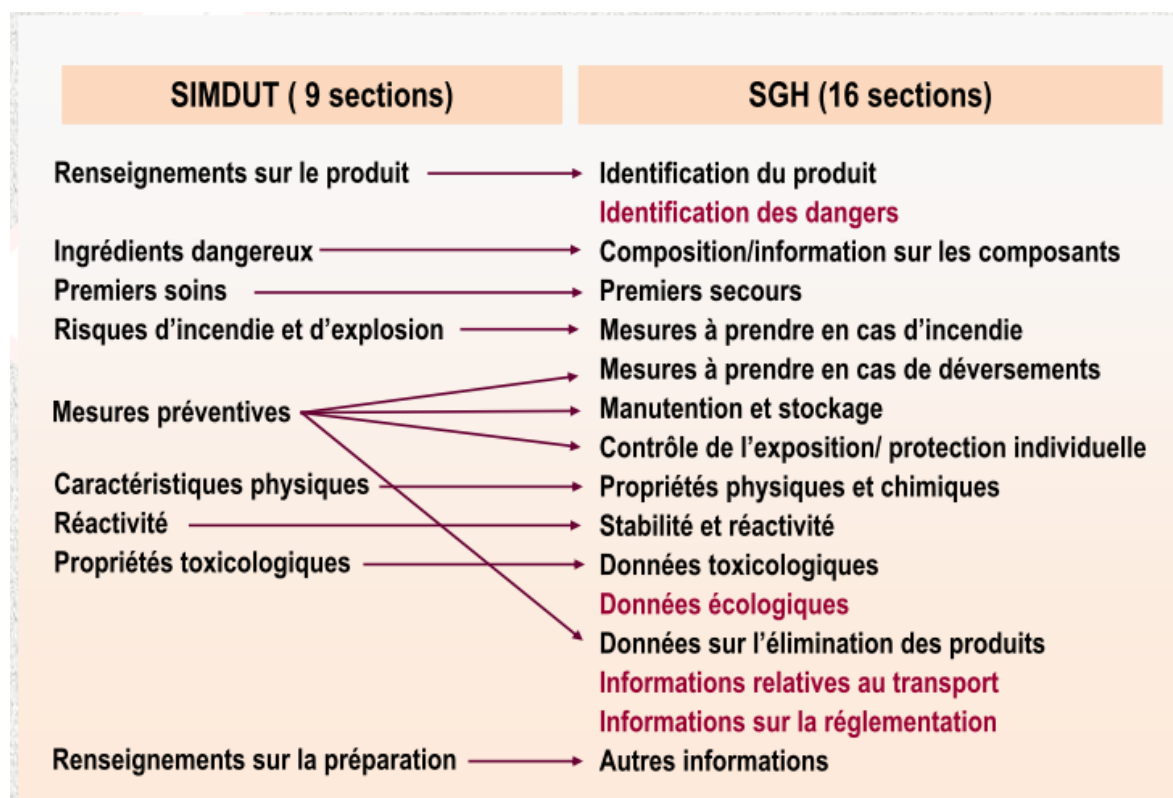 SIMDUT ( 9 sections)
SGH (16 sections)
Renseignements sur le produit
Identification du produit
Identification des dangers
Ingrédients dangereux
Composition/information sur les composants
Premiers soins
Premiers secours
Risques d'incendie et d'explosion
Mesures à prendre en cas d'incendie
Mesures à prendre en cas de déversements
Mesures préventives
Manutention et stockage
Contrôle de l'exposition/ protection individuelle
Caractéristiques physiques
Propriétés physiques et chimiques
Réactivité
Stabilité et réactivité
Propriétés toxicologiques
Données toxicologiques
Données écologiques
Données sur l'élimination des produits
Informations relatives au transport
Informations sur la réglementation
Renseignements sur la préparation
Autres informations